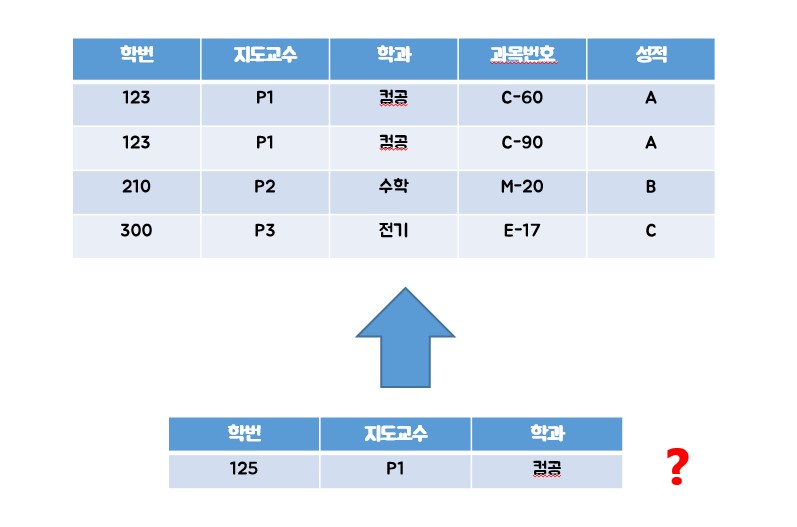 학번 지도교수 학과 과목번호 성적
123 P1 컴공 C-60 A
123 P1 컴공 C-90 A
210 P2 수학 M-20 B
300 P3 전기 E-17 C
학번 지도교수 학과
125 P1 컴공
?